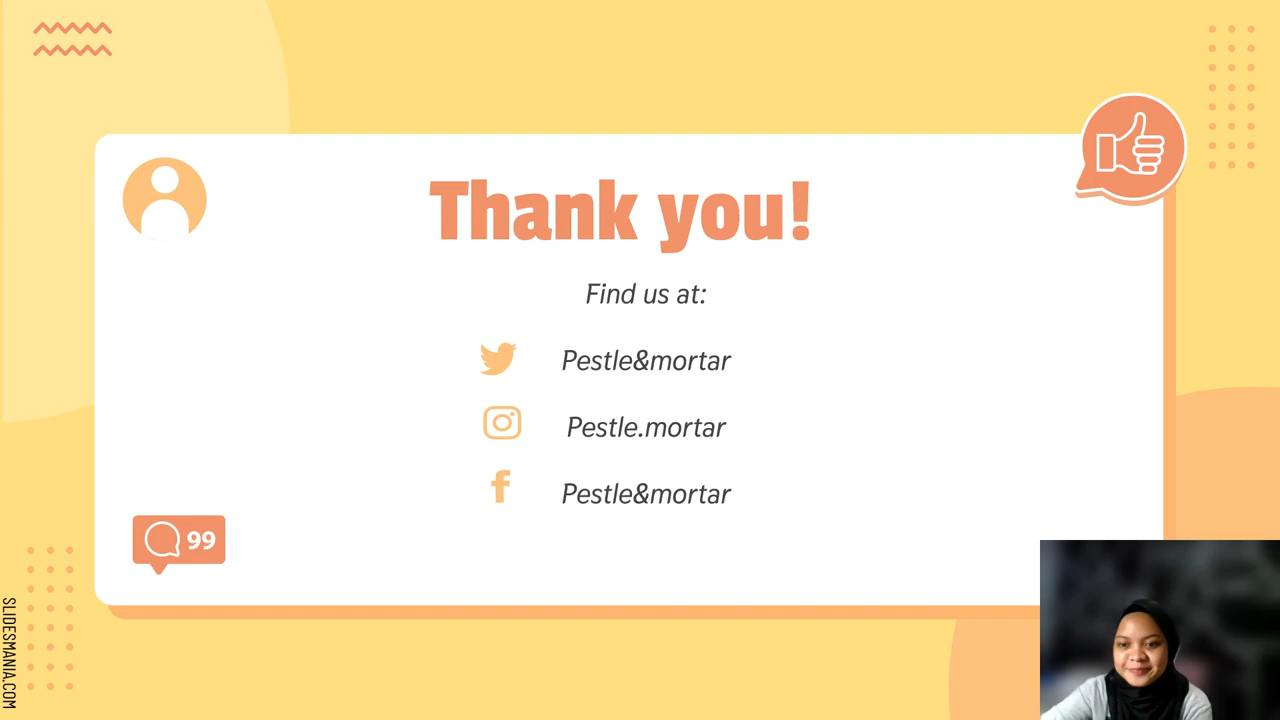 Thank you!
Find us at:
Pestle&mortar
Pestle.mortar
Pestle&mortar
99
SLIDESMANIA.COM